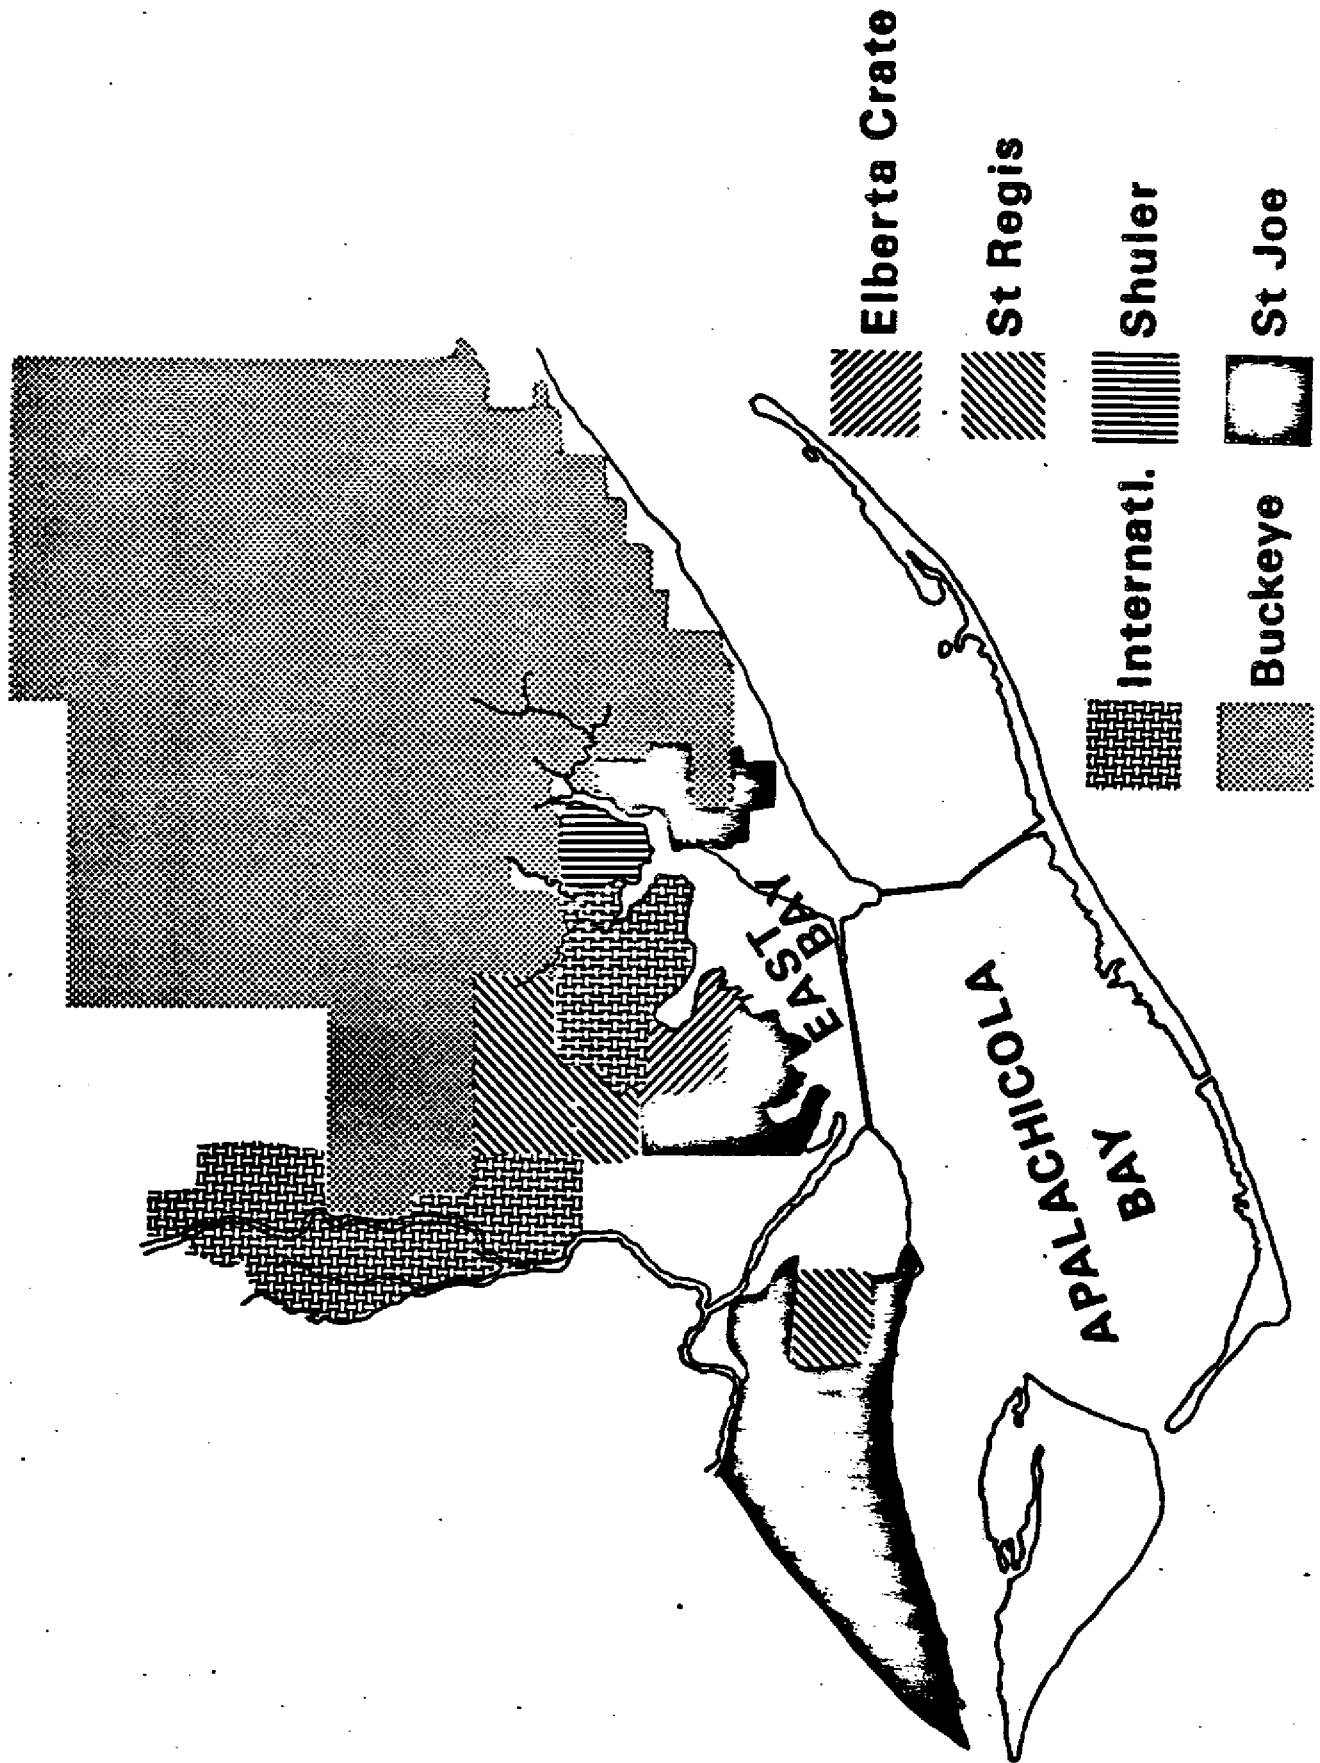 EAST
BAY
APALACHICOLA
BAY
Elberta Crate
St Regis
Internatl.
Shuler
Buckeye
St Joe